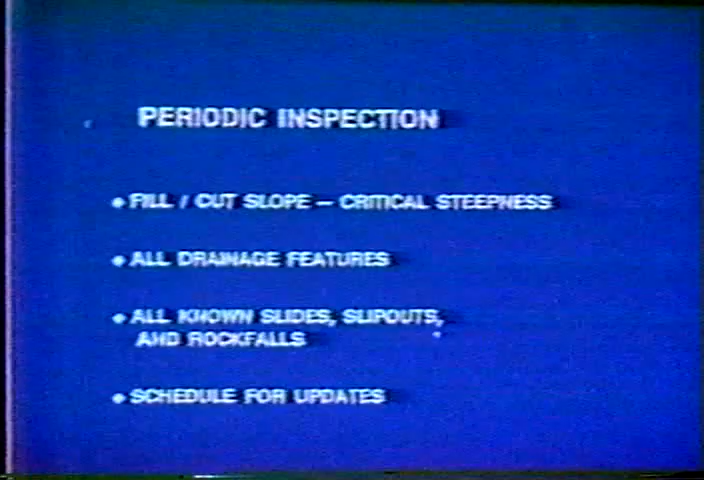 PERIODIC INSPECTION
• FILL / CUT SLOPE – CRITICAL STEEPNESS
• ALL DRAINAGE FEATURES
• ALL KNOWN SLIDES, SLIPOUTS,
AND ROCKFALLS
• SCHEDULE FOR UPDATES